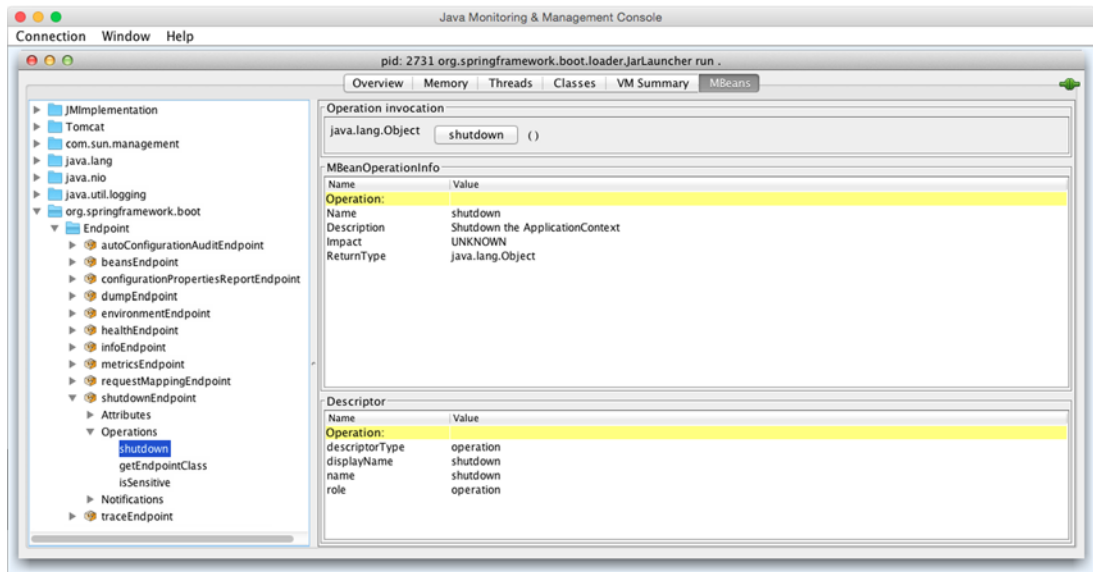 Java Monitoring & Management Console
Connection Window Help
pid: 2731 org.springframework.boot.loader.JarLauncher run .
Overview Memory Threads Classes VM Summary MBeans
JMImplementation
Tomcat
com.sun.management
java.lang
java.nio
java.util.logging
org.springframework.boot
Endpoint
autoConfigurationAuditEndpoint
beansEndpoint
configurationPropertiesReportEndpoint
dumpEndpoint
environmentEndpoint
healthEndpoint
infoEndpoint
metricsEndpoint
requestMappingEndpoint
shutdownEndpoint
Attributes
Operations
shutdown
getEndpointClass
isSensitive
Notifications
traceEndpoint
Operation invocation
java.lang.Object shutdown ()
MBeanOperationInfo
Name Value
Operation:
Name shutdown
Description Shutdown the ApplicationContext
Impact UNKNOWN
ReturnType java.lang.Object
Descriptor
Name Value
Operation:
descriptorType operation
displayName shutdown
name shutdown
role operation